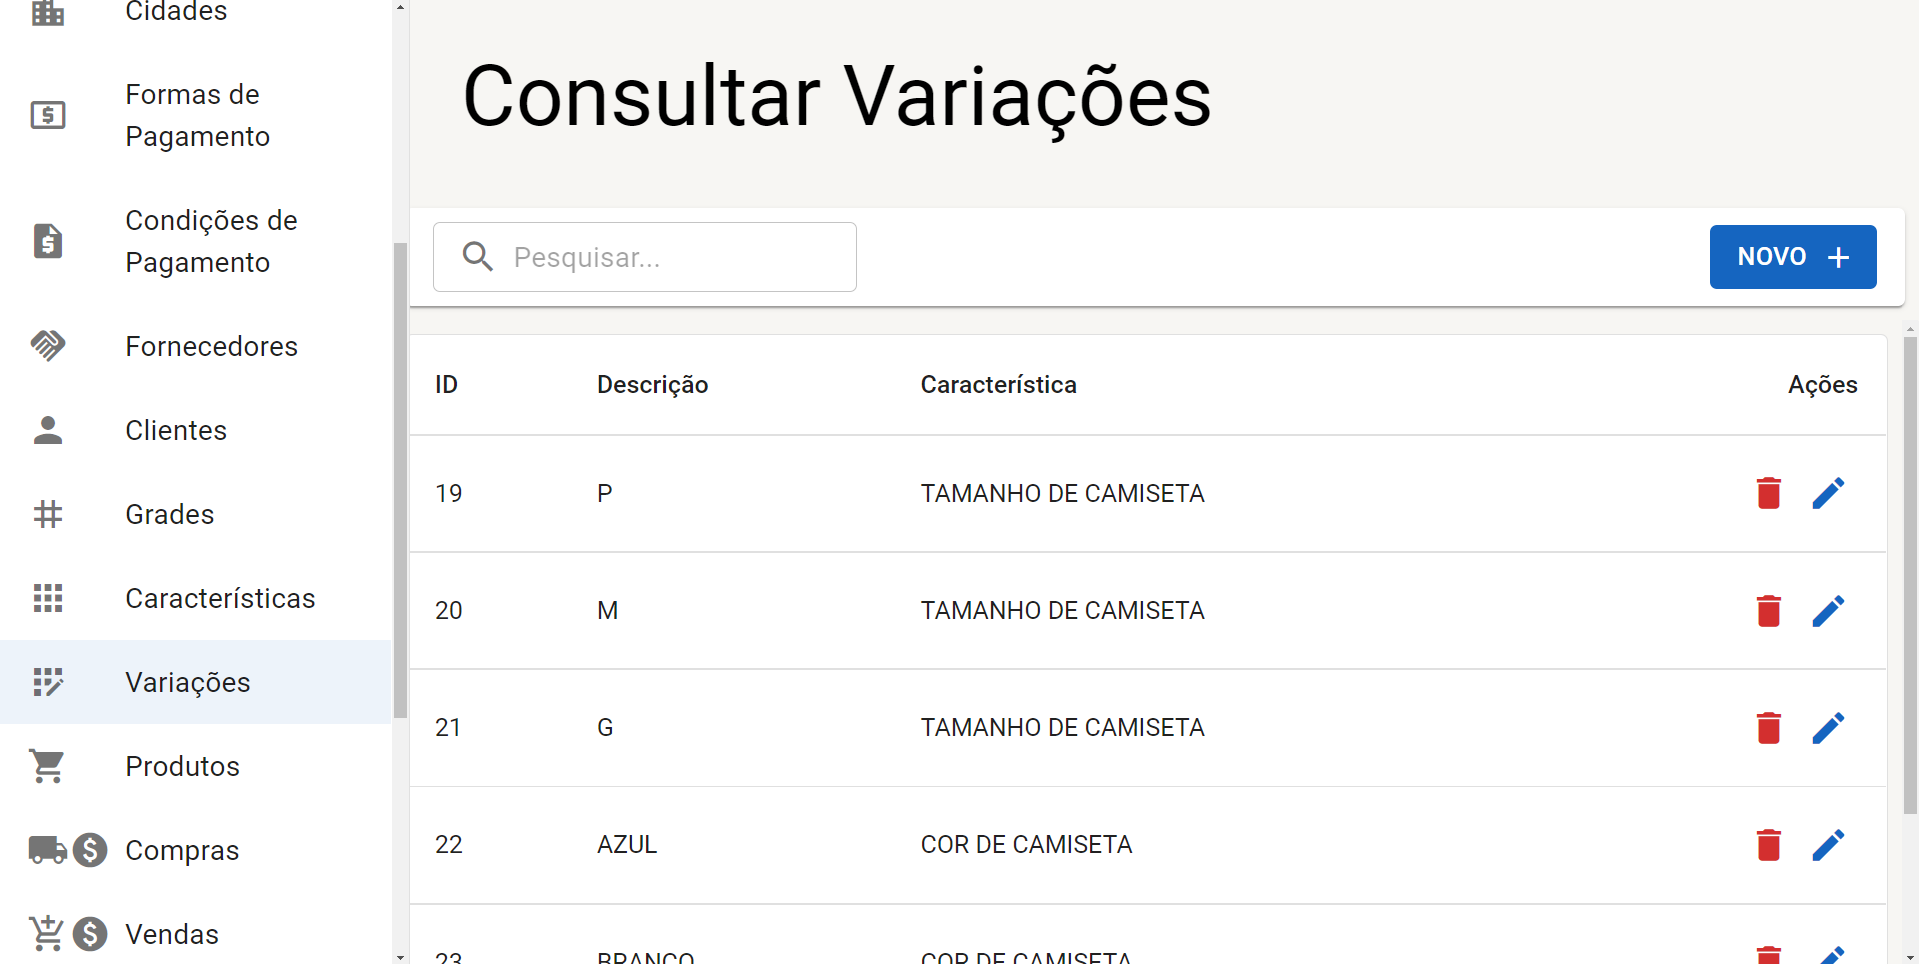 Cidades
Formas de
Pagamento
Condições de
Pagamento
Fornecedores
Clientes
Grades
Características
Variações
Produtos
Compras
Vendas
Consultar Variações
Pesquisar...
NOVO +
ID Descrição Característica Ações
19 P TAMANHO DE CAMISETA
20 M TAMANHO DE CAMISETA
21 G TAMANHO DE CAMISETA
22 AZUL COR DE CAMISETA
23 BRANCO COR DE CAMISETA